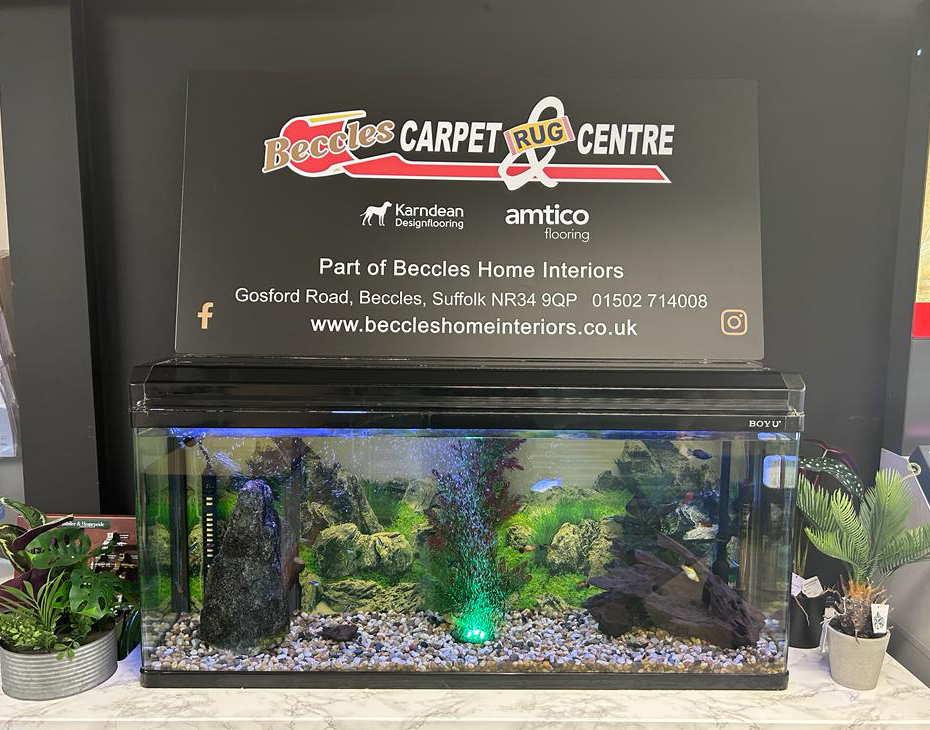 Beccles CARPET & RUG CENTRE
Karndean
Designflooring
amtico
flooring
Part of Beccles Home Interiors
Gosford Road, Beccles, Suffolk NR34 9QP 01502 714008
www.beccleshomeinteriors.co.uk
BOYU